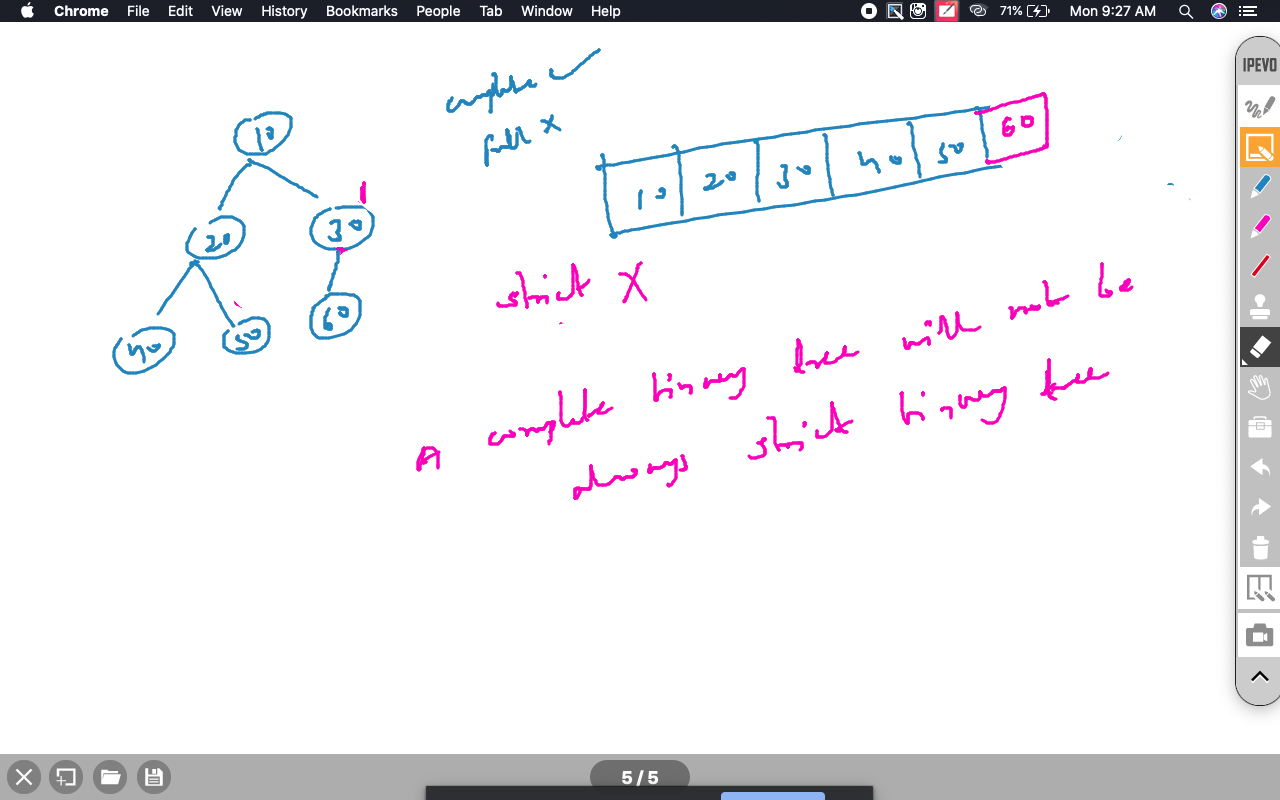 Chrome File Edit View History Bookmarks People Tab Window Help 71% Mon 9:27 AM
IPEVO
complete ✓
full X
10
20
30
1
40
50
60
10 20 30 40 50 60
strict X
A complete binary tree will not be
always strict binary tree
5 / 5